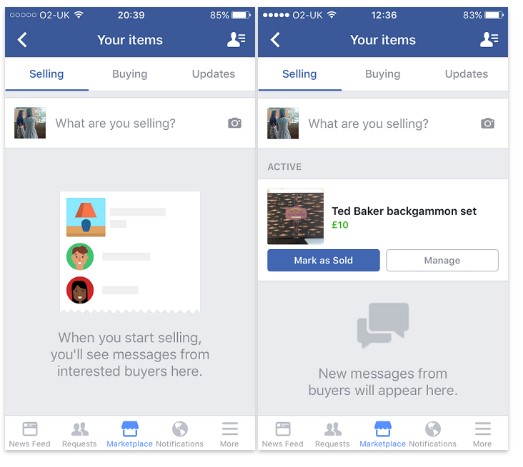 O2-UK 20:39 85%
Your items
Selling Buying Updates
What are you selling?
When you start selling,
you'll see messages from
interested buyers here.
News Feed Requests Marketplace Notifications More
O2-UK 12:36 83%
Your items
Selling Buying Updates
What are you selling?
ACTIVE
Ted Baker backgammon set
£10
Mark as Sold Manage
New messages from
buyers will appear here.
News Feed Requests Marketplace Notifications More